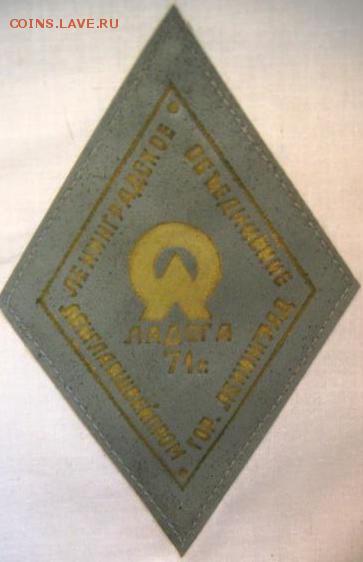 COINS.LAVE.RU
ЛЕНИНГРАДСКОЕ
ОБЪЕДИНЕНИЕ
ЛАДОГА
71г.
ГОР. ЛЕНИНГРАД